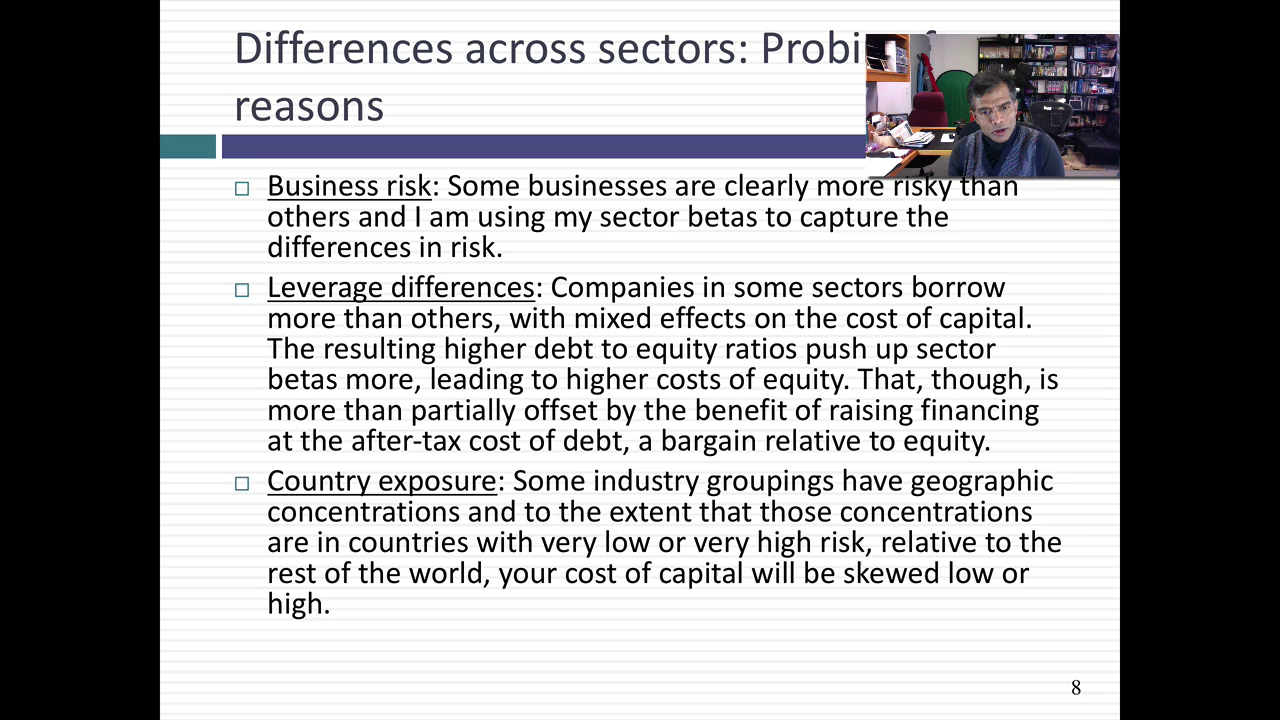 Differences across sectors: Probi
reasons
□ Business risk: Some businesses are clearly more risky than
others and I am using my sector betas to capture the
differences in risk.
□ Leverage differences: Companies in some sectors borrow
more than others, with mixed effects on the cost of capital.
The resulting higher debt to equity ratios push up sector
betas more, leading to higher costs of equity. That, though, is
more than partially offset by the benefit of raising financing
at the after-tax cost of debt, a bargain relative to equity.
□ Country exposure: Some industry groupings have geographic
concentrations and to the extent that those concentrations
are in countries with very low or very high risk, relative to the
rest of the world, your cost of capital will be skewed low or
high.
8